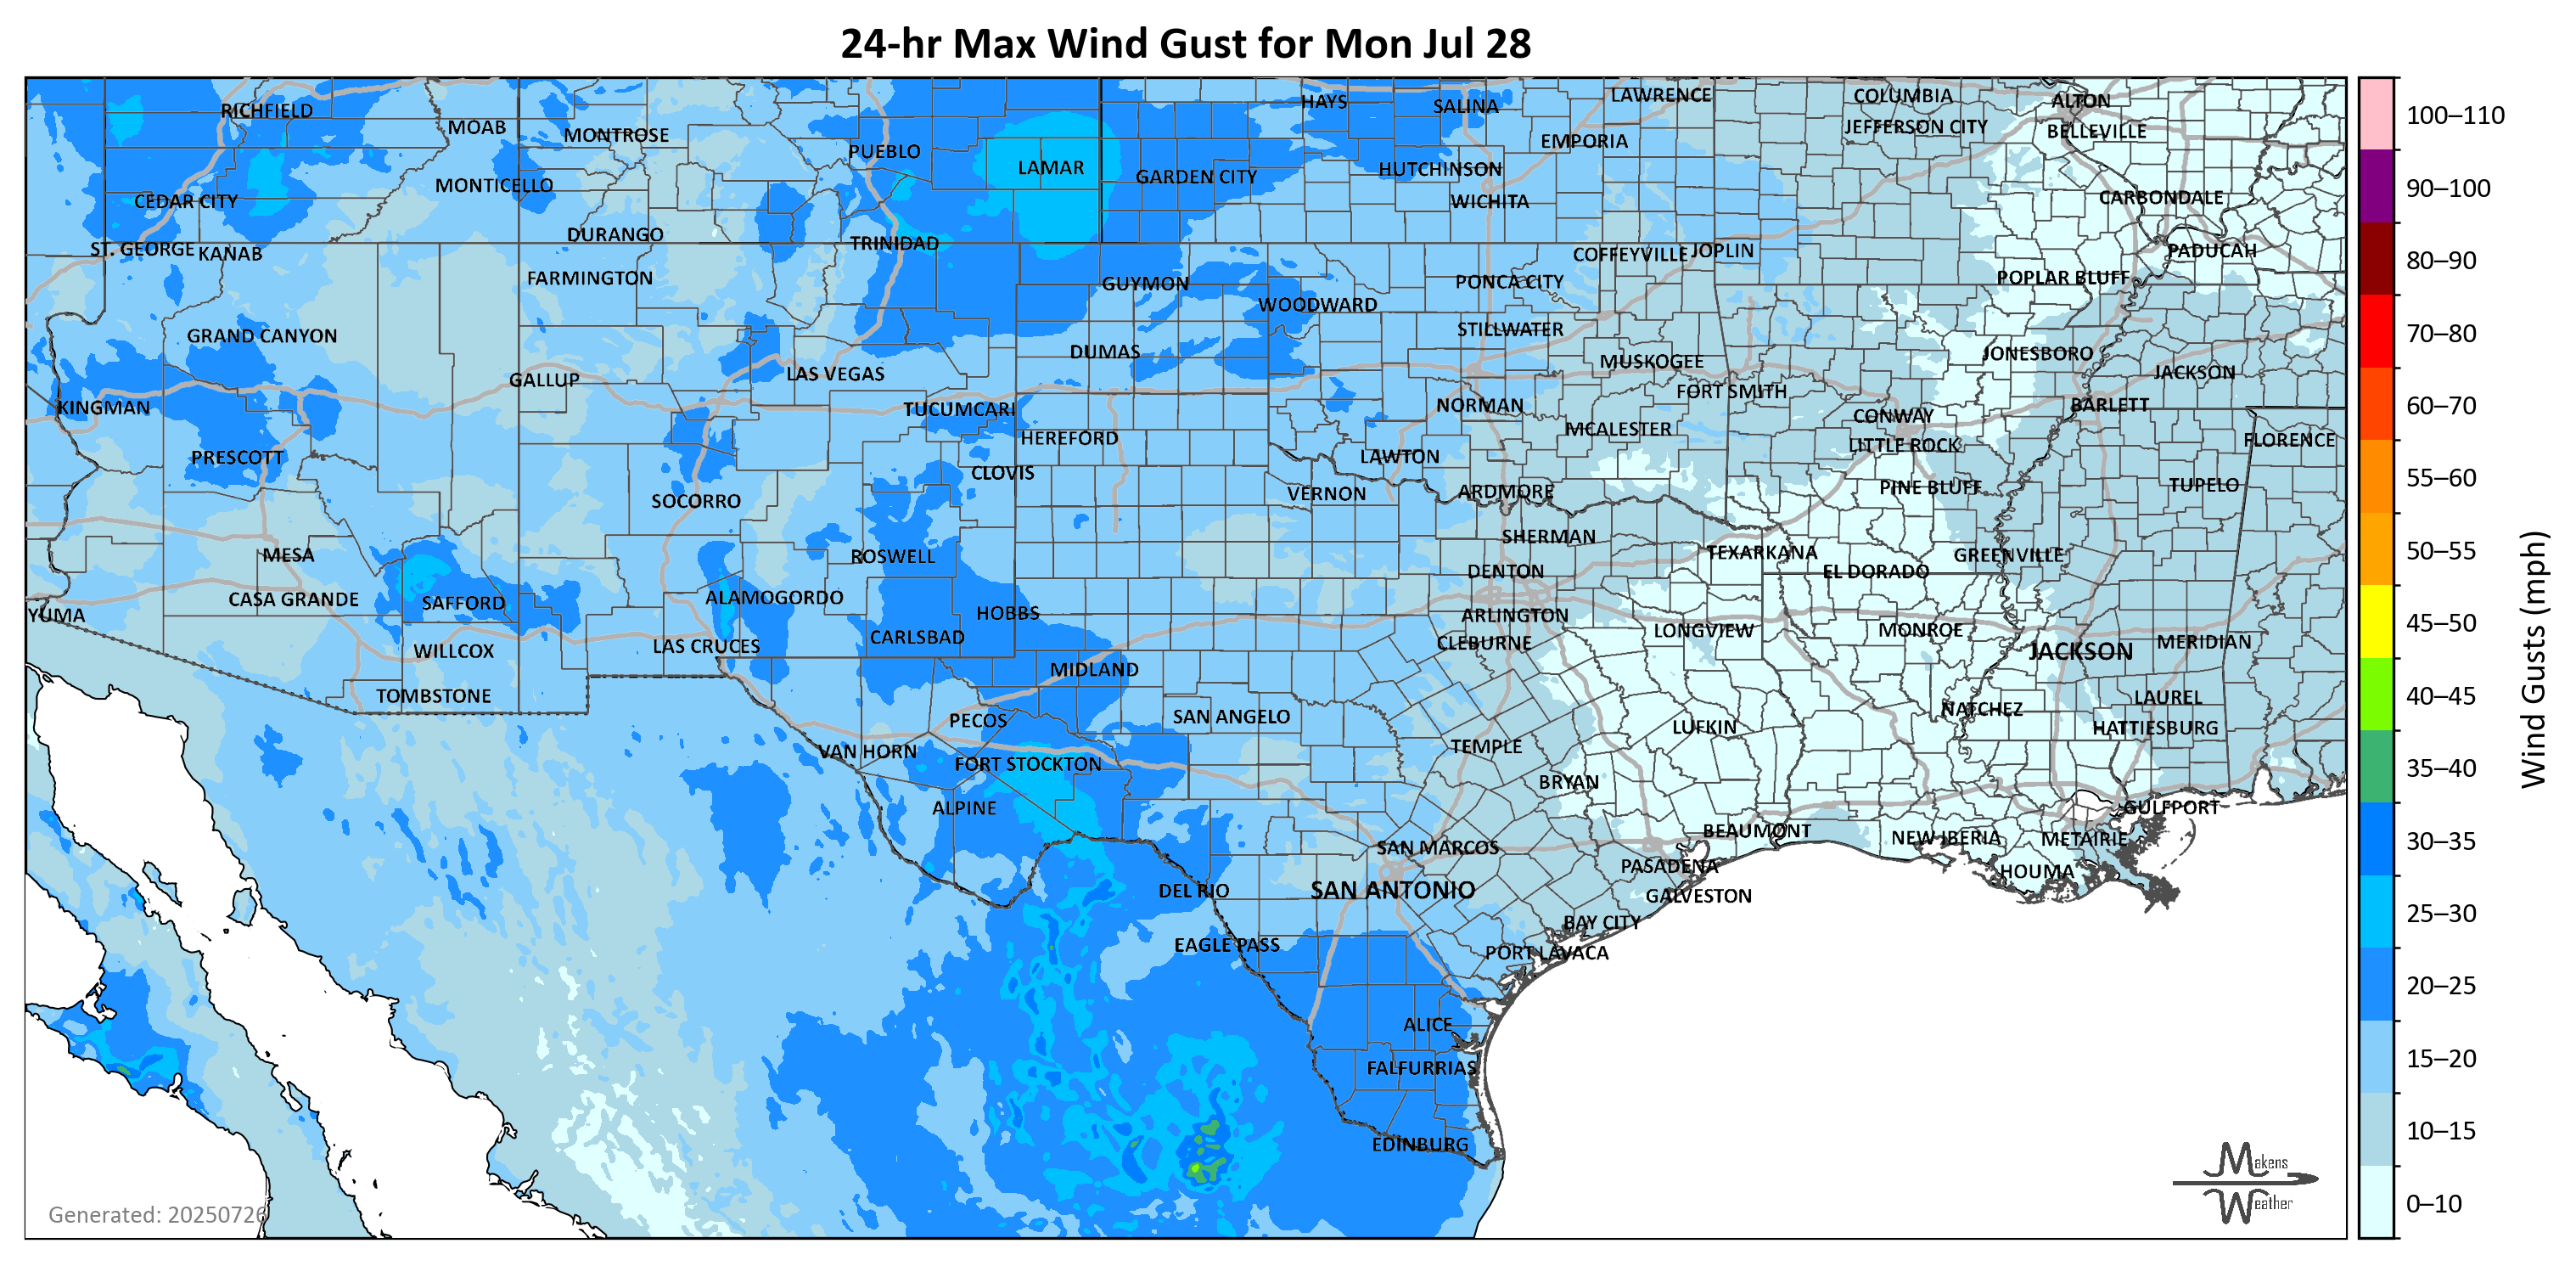 24-hr Max Wind Gust for Mon Jul 28
RICHFIELD
MOAB
MONTROSE
PUEBLO
LAMAR
GARDEN CITY
HAYS
SALINA
HUTCHINSON
WICHITA
EMPORIA
LAWRENCE
COLUMBIA
JEFFERSON CITY
ALTON
BELLEVILLE
CARBONDALE
PADUCAH
CEDAR CITY
MONTICELLO
ST. GEORGE
KANAB
DURANGO
TRINIDAD
FARMINGTON
GUYMON
WOODWARD
PONCA CITY
COFFEYVILLE
JOPLIN
POPLAR BLUFF
GRAND CANYON
DUMAS
STILLWATER
MUSKOGEE
JONESBORO
JACKSON
KINGMAN
GALLUP
LAS VEGAS
TUCUMCARI
HEREFORD
NORMAN
FORT SMITH
CONWAY
BARLETT
PRESCOTT
CLOVIS
LAWTON
MCALESTER
LITTLE ROCK
FLORENCE
SOCORRO
VERNON
ARDMORE
PINE BLUFF
TUPELO
MESA
ROSWELL
SHERMAN
TEXARKANA
GREENVILLE
DENTON
EL DORADO
YUMA
CASA GRANDE
SAFFORD
ALAMOGORDO
HOBBS
ARLINGTON
WILLCOX
LAS CRUCES
CARLSBAD
CLEBURNE
LONGVIEW
MONROE
JACKSON
MERIDIAN
TOMBSTONE
MIDLAND
LAUREL
PECOS
SAN ANGELO
NATCHEZ
HATTIESBURG
VAN HORN
FORT STOCKTON
TEMPLE
LUFKIN
ALPINE
BRYAN
GULFPORT
SAN MARCOS
BEAUMONT
NEW IBERIA
METAIRIE
DEL RIO
SAN ANTONIO
PASADENA
GALVESTON
HOUMA
EAGLE PASS
BAY CITY
PORT LAVACA
ALICE
FALFURRIAS
EDINBURG
Generated: 20250726
Makens
Weather
100–110
90–100
80–90
70–80
60–70
55–60
50–55
45–50
40–45
35–40
30–35
25–30
20–25
15–20
10–15
0–10
Wind Gusts (mph)